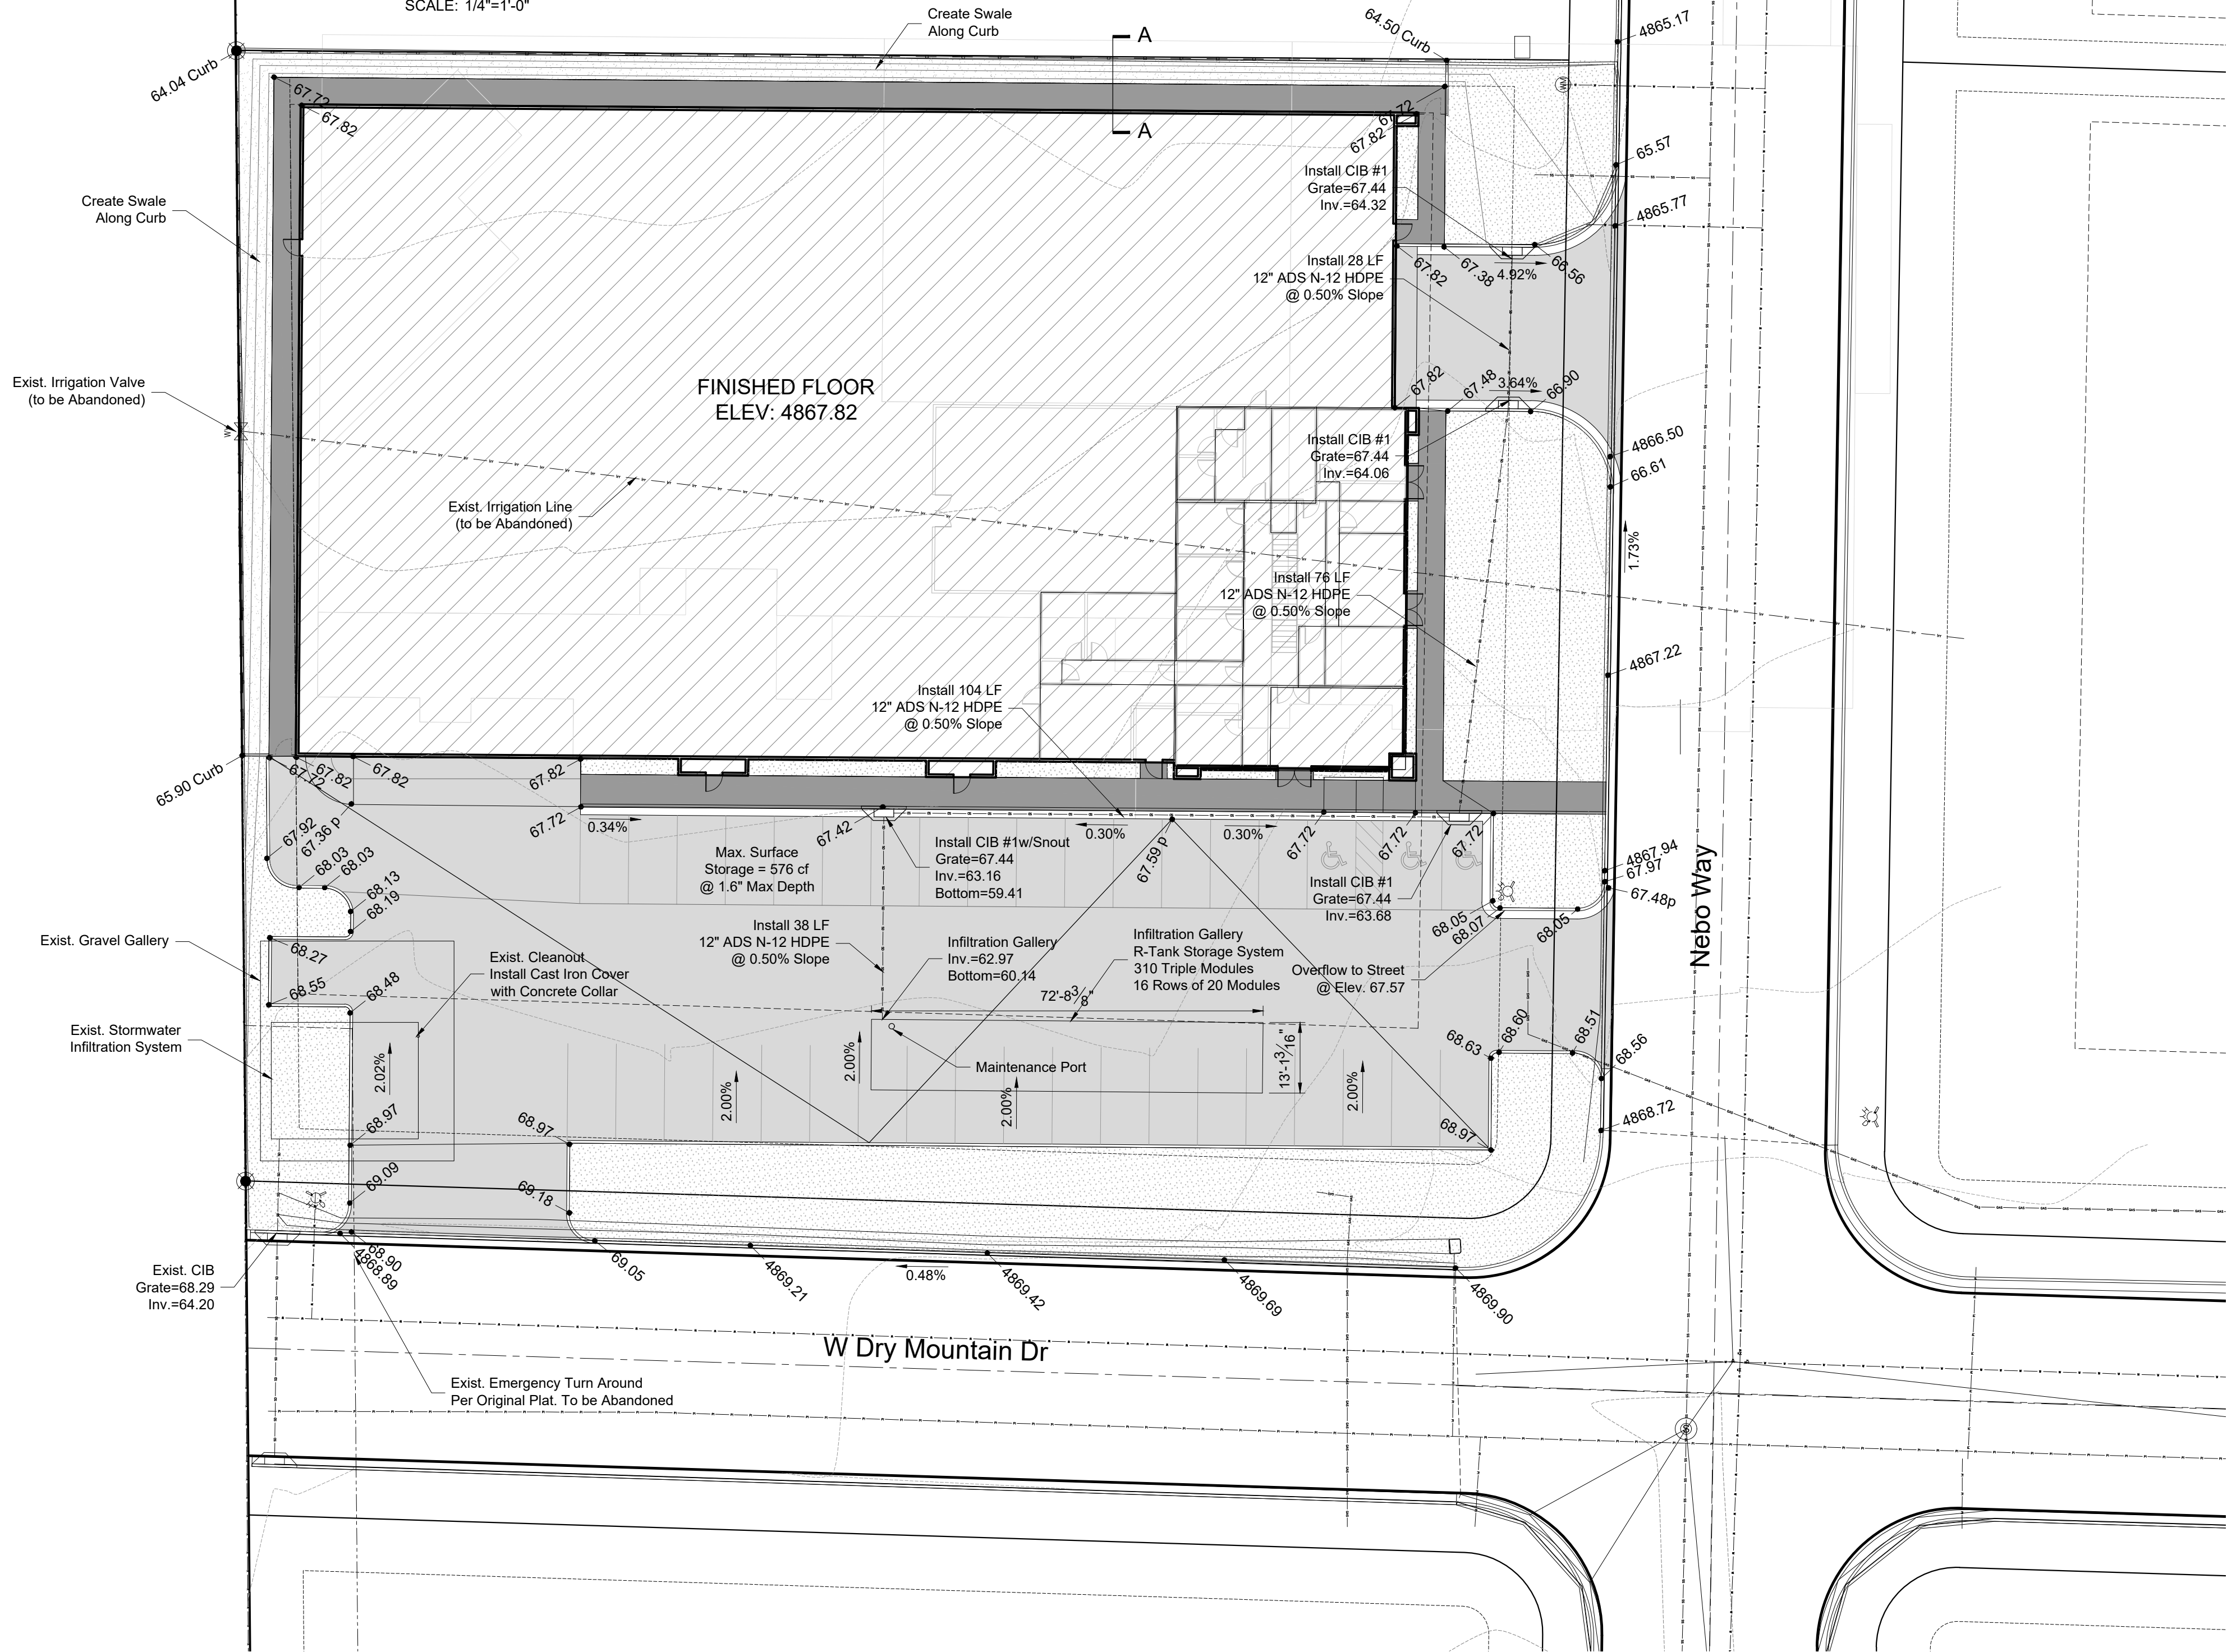 SCALE: 1/4"=1'-0"
Create Swale
Along Curb
A
A
64.50 Curb
4865.17
64.04 Curb
67.72
67.82
67.72
67.82
WM
65.57
Install CIB #1
Grate=67.44
Inv.=64.32
4865.77
Create Swale
Along Curb
Install 28 LF
12" ADS N-12 HDPE
@ 0.50% Slope
67.82
67.38
4.92%
66.56
Exist. Irrigation Valve
(to be Abandoned)
FINISHED FLOOR
ELEV: 4867.82
67.82
67.48
3.64%
66.90
Install CIB #1
Grate=67.44
Inv.=64.06
4866.50
66.61
Exist. Irrigation Line
(to be Abandoned)
1.73%
Install 76 LF
12" ADS N-12 HDPE
@ 0.50% Slope
4867.22
Install 104 LF
12" ADS N-12 HDPE
@ 0.50% Slope
65.90 Curb
67.72
67.82
67.82
67.82
67.92
67.36 p
67.72
0.34%
67.42
0.30%
0.30%
67.59 p
67.72
67.72
67.72
68.03
68.03
68.13
68.19
Max. Surface
Storage = 576 cf
@ 1.6" Max Depth
Install CIB #1w/Snout
Grate=67.44
Inv.=63.16
Bottom=59.41
Install CIB #1
Grate=67.44
Inv.=63.68
4867.94
67.97
67.48p
68.05
68.07
68.05
Nebo Way
Exist. Gravel Gallery
68.27
68.55
68.48
Exist. Cleanout
Install Cast Iron Cover
with Concrete Collar
Install 38 LF
12" ADS N-12 HDPE
@ 0.50% Slope
Infiltration Gallery
Inv.=62.97
Bottom=60.14
Infiltration Gallery
R-Tank Storage System
310 Triple Modules
16 Rows of 20 Modules
Overflow to Street
@ Elev. 67.57
72'-8 3/8"
13'-1 3/16"
Exist. Stormwater
Infiltration System
2.02%
2.00%
2.00%
2.00%
2.00%
Maintenance Port
68.63
68.60
68.51
68.56
4868.72
68.97
68.97
68.97
69.09
69.18
Exist. CIB
Grate=68.29
Inv.=64.20
68.90
4868.89
69.05
4869.21
0.48%
4869.42
4869.69
4869.90
W Dry Mountain Dr
Exist. Emergency Turn Around
Per Original Plat. To be Abandoned
S